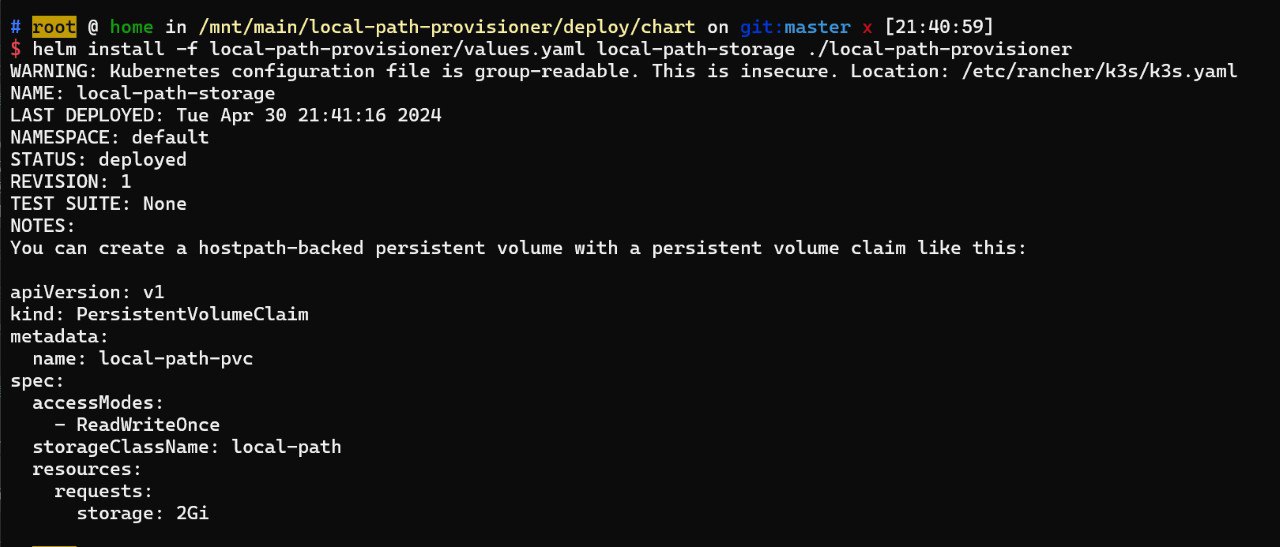 # root @ home in /mnt/main/local-path-provisioner/deploy/chart on git:master x [21:40:59]
$ helm install -f local-path-provisioner/values.yaml local-path-storage ./local-path-provisioner
WARNING: Kubernetes configuration file is group-readable. This is insecure. Location: /etc/rancher/k3s/k3s.yaml
NAME: local-path-storage
LAST DEPLOYED: Tue Apr 30 21:41:16 2024
NAMESPACE: default
STATUS: deployed
REVISION: 1
TEST SUITE: None
NOTES:
You can create a hostpath-backed persistent volume with a persistent volume claim like this:

apiVersion: v1
kind: PersistentVolumeClaim
metadata:
  name: local-path-pvc
spec:
  accessModes:
    - ReadWriteOnce
  storageClassName: local-path
  resources:
    requests:
      storage: 2Gi